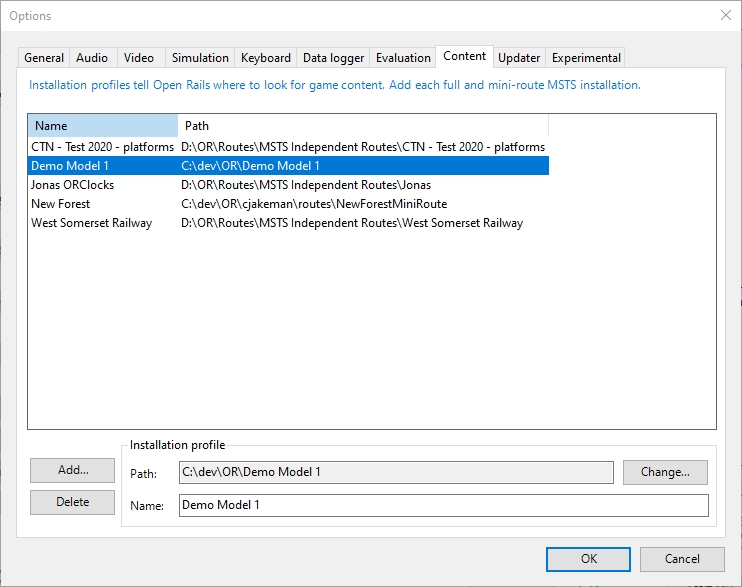 Options
General Audio Video Simulation Keyboard Data logger Evaluation Content Updater Experimental
Installation profiles tell Open Rails where to look for game content. Add each full and mini-route MSTS installation.
Name Path
CTN - Test 2020 - platforms D:\OR\Routes\MSTS Independent Routes\CTN - Test 2020 - platforms
Demo Model 1 C:\dev\OR\Demo Model 1
Jonas ORClocks D:\OR\Routes\MSTS Independent Routes\Jonas
New Forest C:\dev\OR\cjakeman\routes\NewForestMiniRoute
West Somerset Railway D:\OR\Routes\MSTS Independent Routes\West Somerset Railway
Installation profile
Add... Path: C:\dev\OR\Demo Model 1 Change...
Delete Name: Demo Model 1
OK Cancel